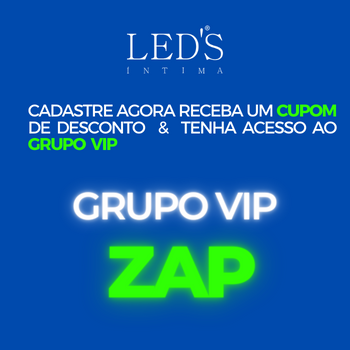 LED'S®
INTIMA
CADASTRE AGORA RECEBA UM CUPOM
DE DESCONTO & TENHA ACESSO AO
GRUPO VIP
GRUPO VIP
ZAP